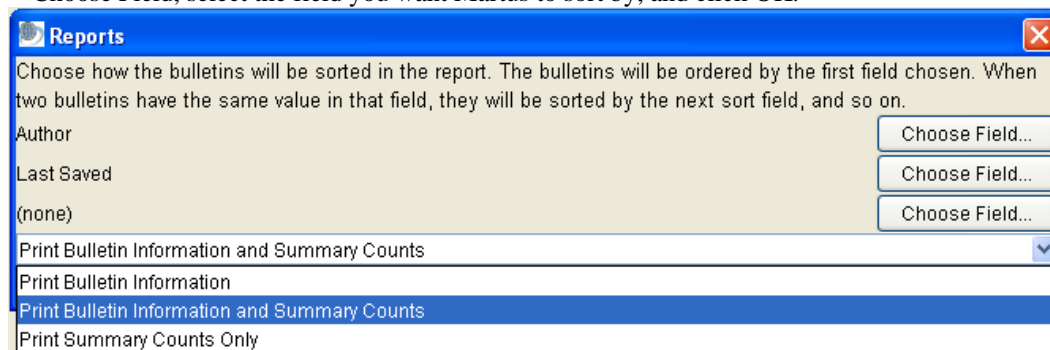 Choose Field, select the field you want Martus to sort by, and click OK.
Reports
Choose how the bulletins will be sorted in the report. The bulletins will be ordered by the first field chosen. When
two bulletins have the same value in that field, they will be sorted by the next sort field, and so on.
Author
Choose Field...
Last Saved
Choose Field...
(none)
Choose Field...
Print Bulletin Information and Summary Counts
Print Bulletin Information
Print Bulletin Information and Summary Counts
Print Summary Counts Only